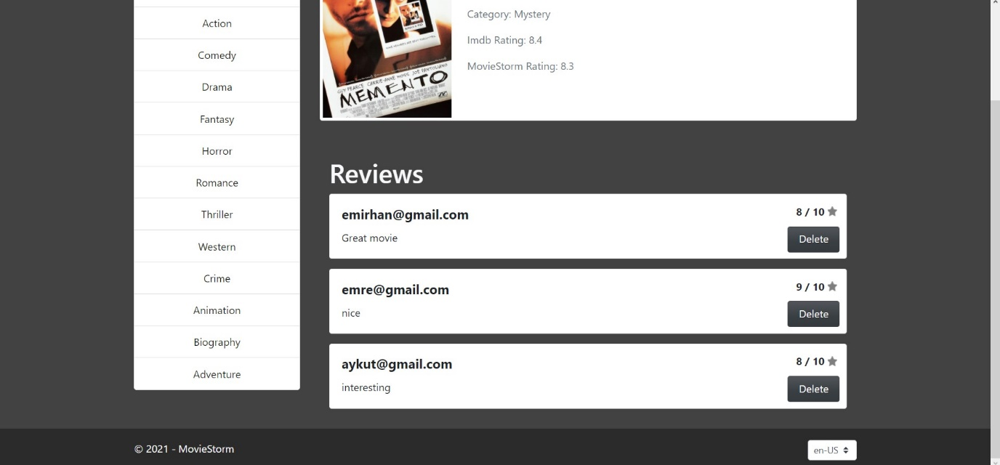 Action
Comedy
Drama
Fantasy
Horror
Romance
Thriller
Western
Crime
Animation
Biography
Adventure
GUY PEARCE CARRIE-ANNE MOSS JOE PANTOLIANO
MEMENTO
Category: Mystery
Imdb Rating: 8.4
MovieStorm Rating: 8.3
Reviews
emirhan@gmail.com
8 / 10
Great movie
Delete
emre@gmail.com
9 / 10
nice
Delete
aykut@gmail.com
8 / 10
interesting
Delete
© 2021 - MovieStorm
en-US